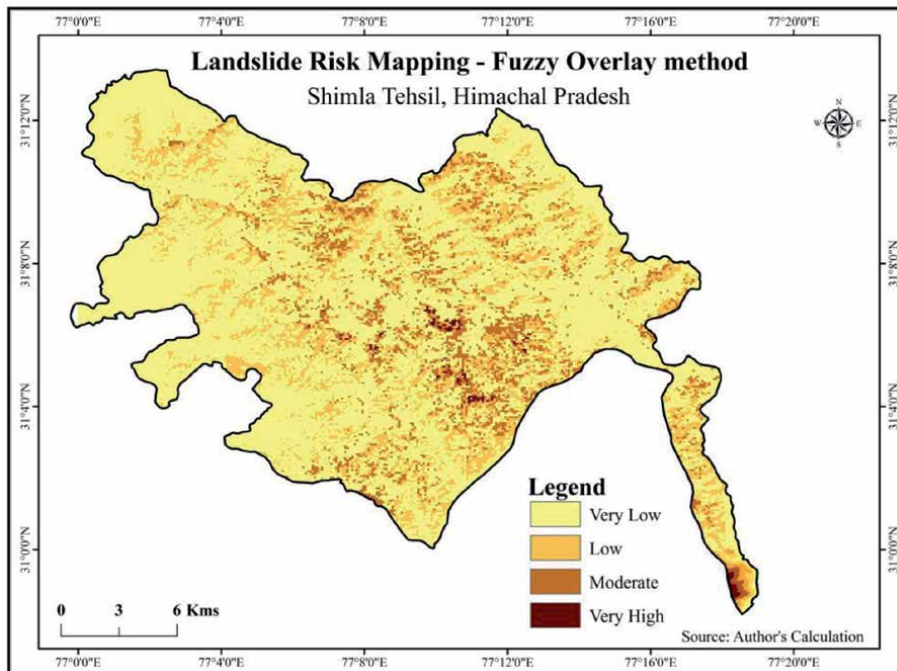 77°0'0"E 77°4'0"E 77°8'0"E 77°12'0"E 77°16'0"E 77°20'0"E
Landslide Risk Mapping - Fuzzy Overlay method
Shimla Tehsil, Himachal Pradesh
N
W E
S
31°12'0"N
31°12'0"N
31°8'0"N
31°8'0"N
31°4'0"N
31°4'0"N
31°0'0"N
31°0'0"N
Legend
Very Low
Low
Moderate
Very High
0 3 6 Kms
Source: Author's Calculation
77°0'0"E 77°4'0"E 77°8'0"E 77°12'0"E 77°16'0"E 77°20'0"E